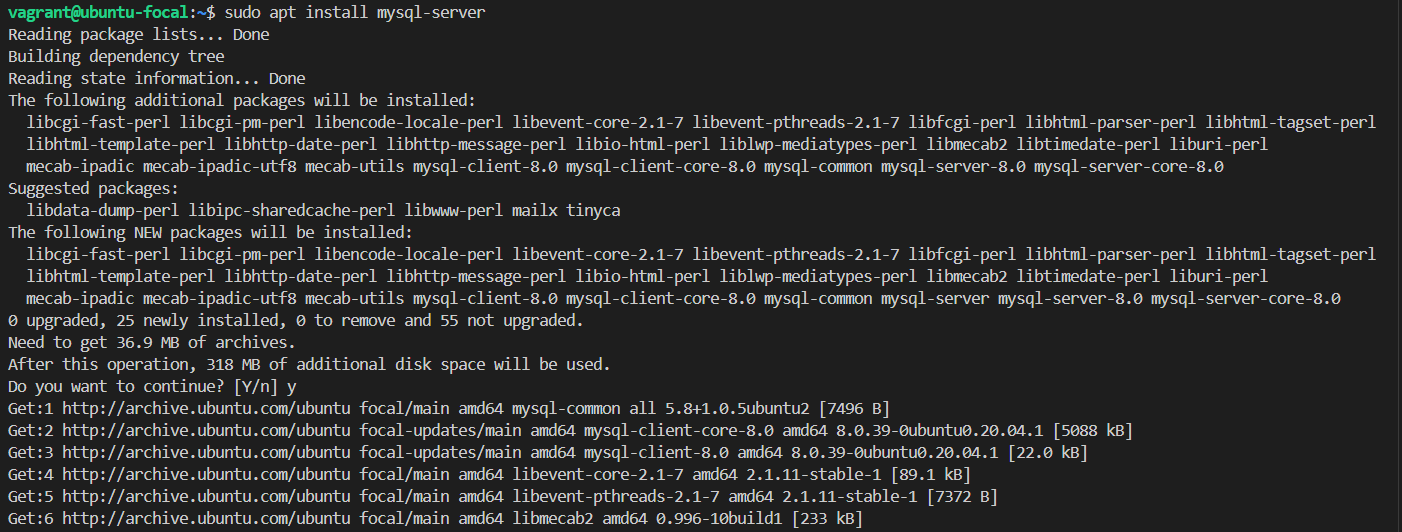 vagrant@ubuntu-focal:~$ sudo apt install mysql-server
Reading package lists... Done
Building dependency tree
Reading state information... Done
The following additional packages will be installed:
  libcgi-fast-perl libcgi-pm-perl libencode-locale-perl libevent-core-2.1-7 libevent-pthreads-2.1-7 libfcgi-perl libhtml-parser-perl libhtml-tagset-perl
  libhtml-template-perl libhttp-date-perl libhttp-message-perl libio-html-perl liblwp-mediatypes-perl libmecab2 libtimedate-perl liburi-perl
  mecab-ipadic mecab-ipadic-utf8 mecab-utils mysql-client-8.0 mysql-client-core-8.0 mysql-common mysql-server-8.0 mysql-server-core-8.0
Suggested packages:
  libdata-dump-perl libipc-sharedcache-perl libwww-perl mailx tinyca
The following NEW packages will be installed:
  libcgi-fast-perl libcgi-pm-perl libencode-locale-perl libevent-core-2.1-7 libevent-pthreads-2.1-7 libfcgi-perl libhtml-parser-perl libhtml-tagset-perl
  libhtml-template-perl libhttp-date-perl libhttp-message-perl libio-html-perl liblwp-mediatypes-perl libmecab2 libtimedate-perl liburi-perl
  mecab-ipadic mecab-ipadic-utf8 mecab-utils mysql-client-8.0 mysql-client-core-8.0 mysql-common mysql-server mysql-server-8.0 mysql-server-core-8.0
0 upgraded, 25 newly installed, 0 to remove and 55 not upgraded.
Need to get 36.9 MB of archives.
After this operation, 318 MB of additional disk space will be used.
Do you want to continue? [Y/n] y
Get:1 http://archive.ubuntu.com/ubuntu focal/main amd64 mysql-common all 5.8+1.0.5ubuntu2 [7496 B]
Get:2 http://archive.ubuntu.com/ubuntu focal-updates/main amd64 mysql-client-core-8.0 amd64 8.0.39-0ubuntu0.20.04.1 [5088 kB]
Get:3 http://archive.ubuntu.com/ubuntu focal-updates/main amd64 mysql-client-8.0 amd64 8.0.39-0ubuntu0.20.04.1 [22.0 kB]
Get:4 http://archive.ubuntu.com/ubuntu focal/main amd64 libevent-core-2.1-7 amd64 2.1.11-stable-1 [89.1 kB]
Get:5 http://archive.ubuntu.com/ubuntu focal/main amd64 libevent-pthreads-2.1-7 amd64 2.1.11-stable-1 [7372 B]
Get:6 http://archive.ubuntu.com/ubuntu focal/main amd64 libmecab2 amd64 0.996-10build1 [233 kB]